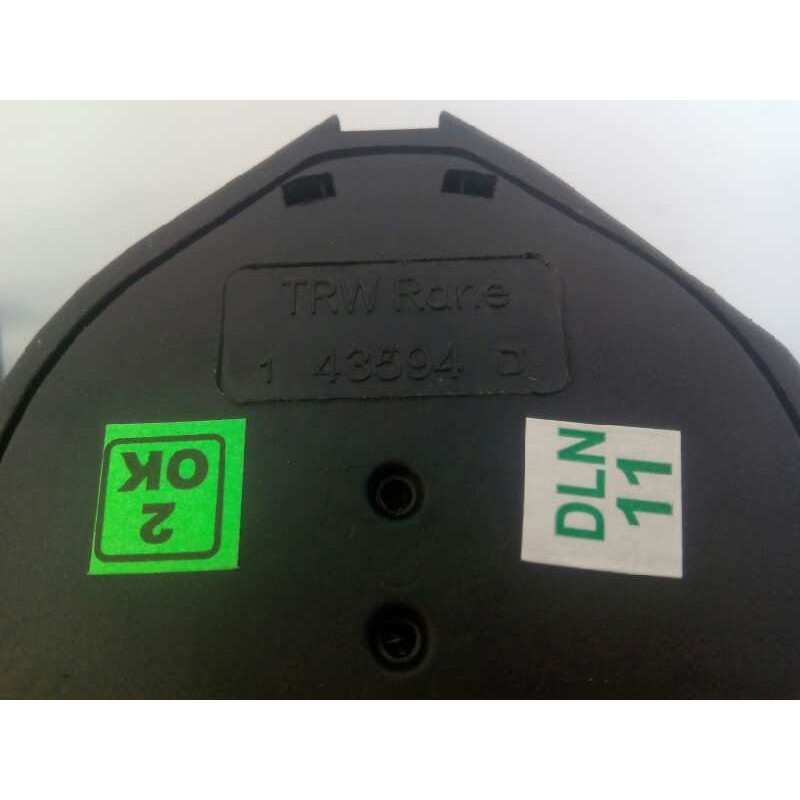 TRW Rane
1 43594 D
2
OK
DLN
11